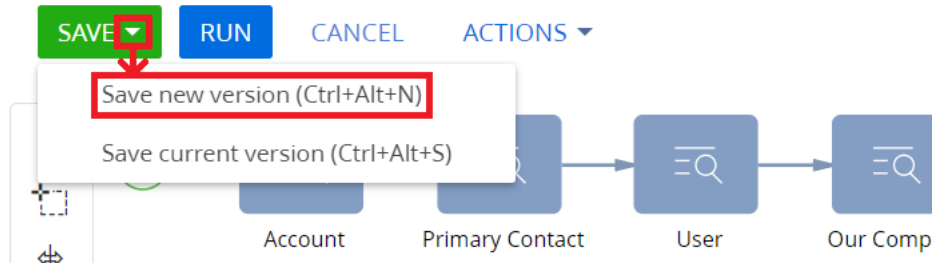 SAVE RUN CANCEL ACTIONS
Save new version (Ctrl+Alt+N)
Save current version (Ctrl+Alt+S)
Account Primary Contact User Our Comp